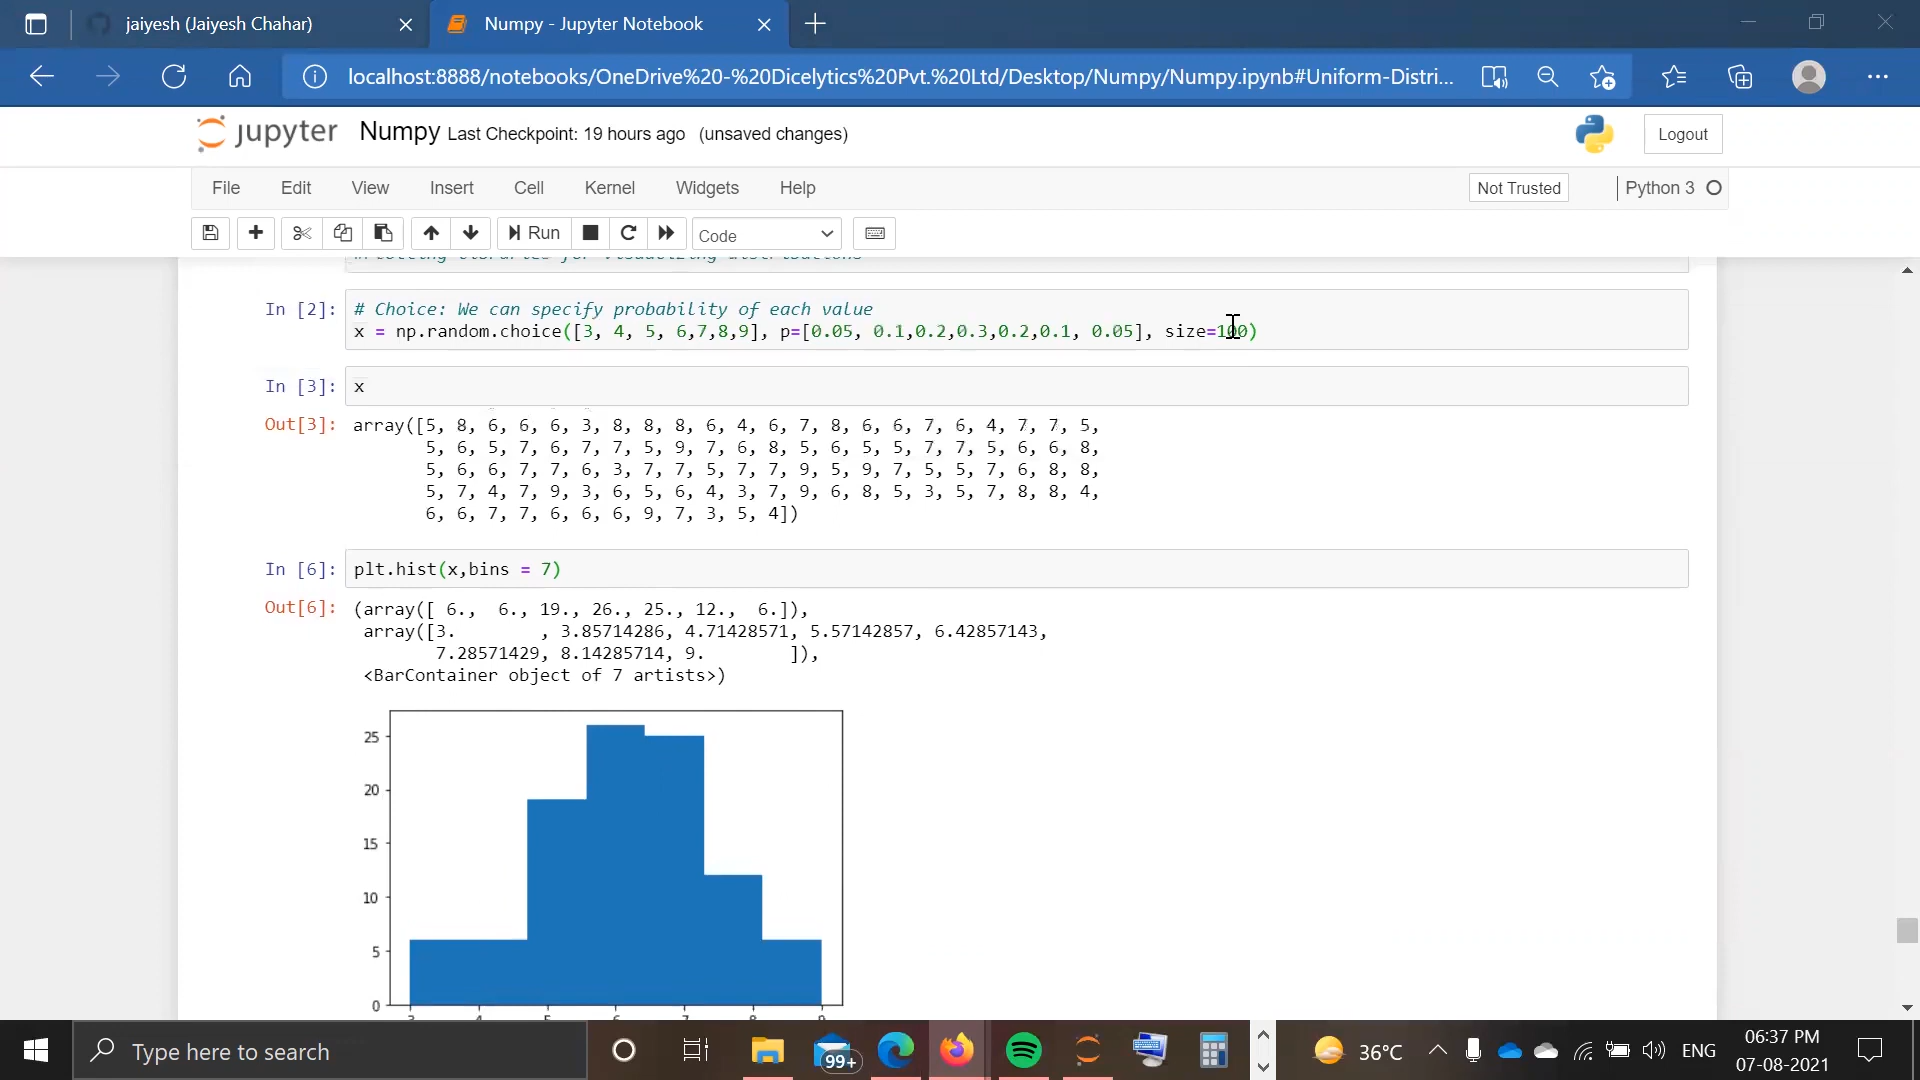 jaiyesh (Jaiyesh Chahar)
Numpy - Jupyter Notebook
localhost:8888/notebooks/OneDrive%20-%20Dicelytics%20Pvt.%20Ltd/Desktop/Numpy/Numpy.ipynb#Uniform-Distri...
jupyter Numpy Last Checkpoint: 19 hours ago (unsaved changes)
Logout
File Edit View Insert Cell Kernel Widgets Help
Not Trusted
Python 3
Run
Code
In [2]: # Choice: We can specify probability of each value
x = np.random.choice([3, 4, 5, 6,7,8,9], p=[0.05, 0.1,0.2,0.3,0.2,0.1, 0.05], size=100)
In [3]: x
Out[3]: array([5, 8, 6, 6, 6, 3, 8, 8, 8, 6, 4, 6, 7, 8, 6, 6, 7, 6, 4, 7, 7, 5,
5, 6, 5, 7, 6, 7, 7, 5, 9, 7, 6, 8, 5, 6, 5, 5, 7, 7, 5, 6, 6, 8,
5, 6, 6, 7, 7, 6, 3, 7, 7, 5, 7, 7, 9, 5, 9, 7, 5, 5, 7, 6, 8, 8,
5, 7, 4, 7, 9, 3, 6, 5, 6, 4, 3, 7, 9, 6, 8, 5, 3, 5, 7, 8, 8, 4,
6, 6, 7, 7, 6, 6, 6, 9, 7, 3, 5, 4])
In [6]: plt.hist(x,bins = 7)
Out[6]: (array([ 6., 6., 19., 26., 25., 12., 6.]),
array([3. , 3.85714286, 4.71428571, 5.57142857, 6.42857143,
7.28571429, 8.14285714, 9. ]),
<BarContainer object of 7 artists>)
25
20
15
10
5
0
Type here to search
99+
36°C
ENG
06:37 PM
07-08-2021